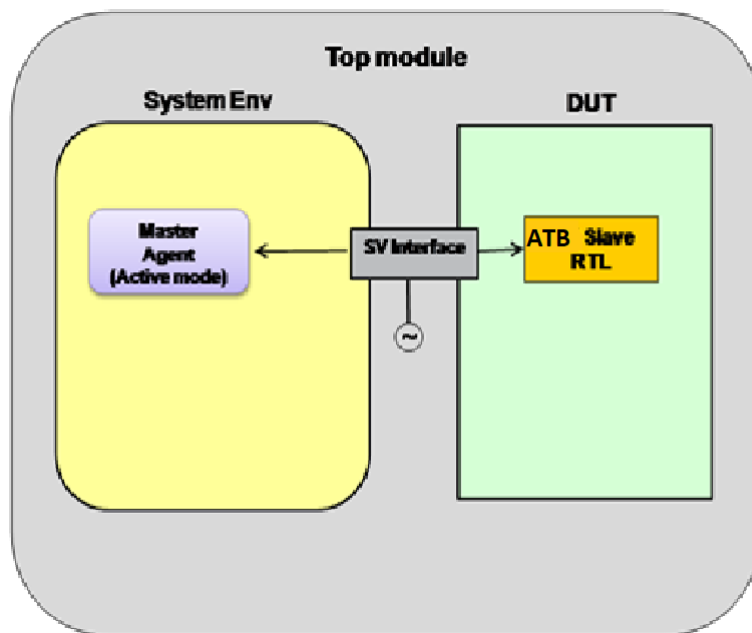 Top module
System Env
DUT
Master
Agent
(Active mode)
SV Interface
ATB Slave
RTL
~